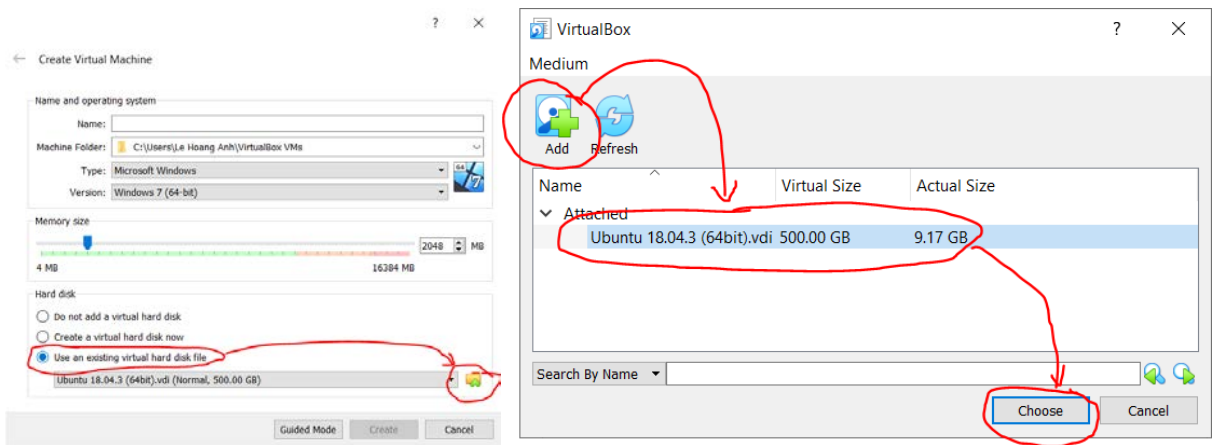 Create Virtual Machine
Name and operating system
Name:
Machine Folder: C:\Users\Le Hoang Anh\VirtualBox VMs
Type: Microsoft Windows
64
7
Version: Windows 7 (64-bit)
Memory size
2048 MB
4 MB 16384 MB
Hard disk
Do not add a virtual hard disk
Create a virtual hard disk now
Use an existing virtual hard disk file
Ubuntu 18.04.3 (64bit).vdi (Normal, 500.00 GB)
Guided Mode Create Cancel
VirtualBox
Medium
Add Refresh
Name Virtual Size Actual Size
Attached
Ubuntu 18.04.3 (64bit).vdi 500.00 GB 9.17 GB
Search By Name
Choose Cancel